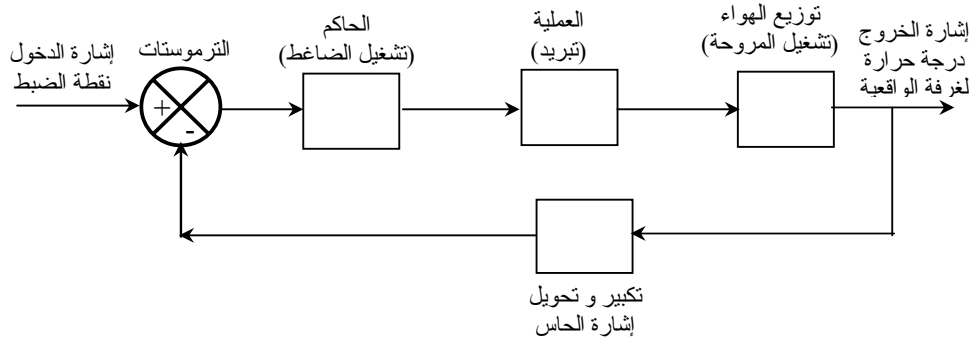 إشارة الدخول
نقطة الضبط
الترموستات
+
-
الحاكم
(تشغيل الضاغط)
العملية
(تبريد)
توزيع الهواء
(تشغيل المروحة)
إشارة الخروج
درجة حرارة
لغرفة الواقعية
تكبير و تحويل
إشارة الحاس